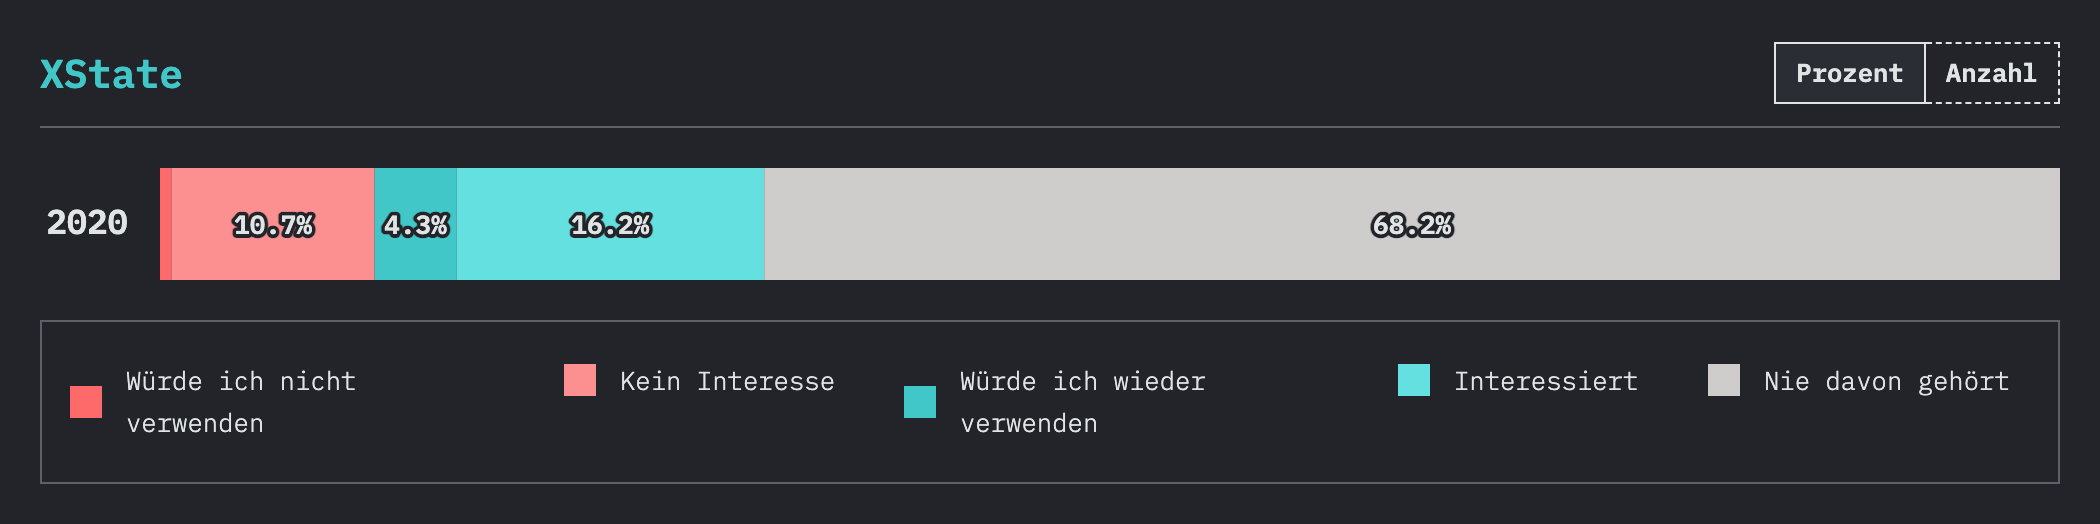 XState
Prozent Anzahl
2020 10.7% 4.3% 16.2% 68.2%
Würde ich nicht
verwenden
Kein Interesse
Würde ich wieder
verwenden
Interessiert
Nie davon gehört